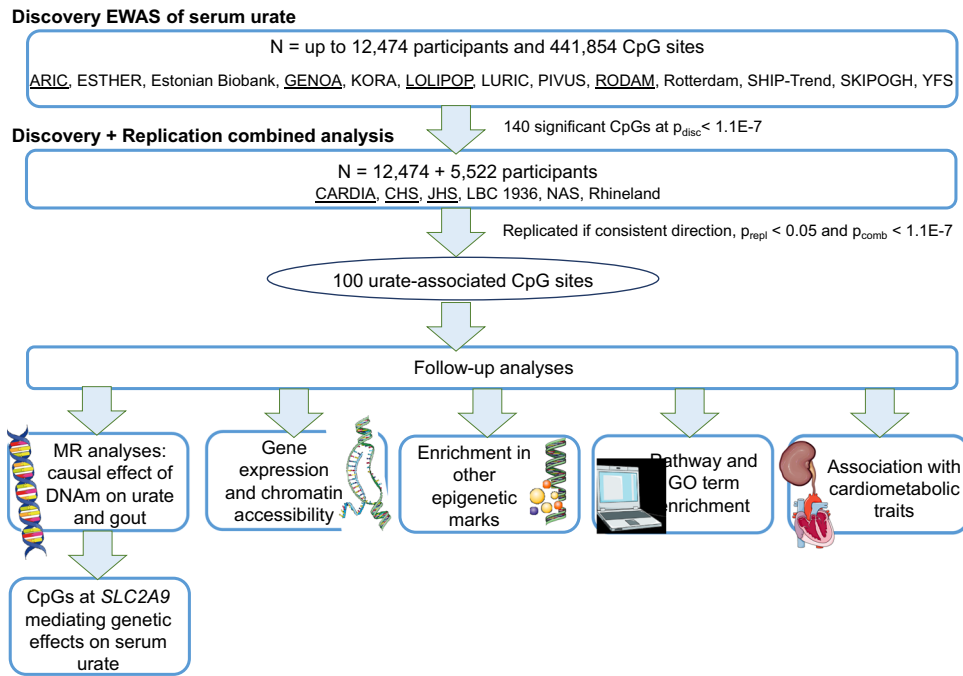 Discovery EWAS of serum urate
N = up to 12,474 participants and 441,854 CpG sites
ARIC, ESTHER, Estonian Biobank, GENOA, KORA, LOLIPOP, LURIC, PIVUS, RODAM, Rotterdam, SHIP-Trend, SKIPOGH, YFS
140 significant CpGs at pdisc< 1.1E-7
Discovery + Replication combined analysis
N = 12,474 + 5,522 participants
CARDIA, CHS, JHS, LBC 1936, NAS, Rhineland
Replicated if consistent direction, prepl < 0.05 and pcomb < 1.1E-7
100 urate-associated CpG sites
Follow-up analyses
MR analyses:
causal effect of
DNAm on urate
and gout
Gene
expression
and chromatin
accessibility
Enrichment in
other
epigenetic
marks
Pathway and
GO term
enrichment
Association with
cardiometabolic
traits
CpGs at SLC2A9
mediating genetic
effects on serum
urate